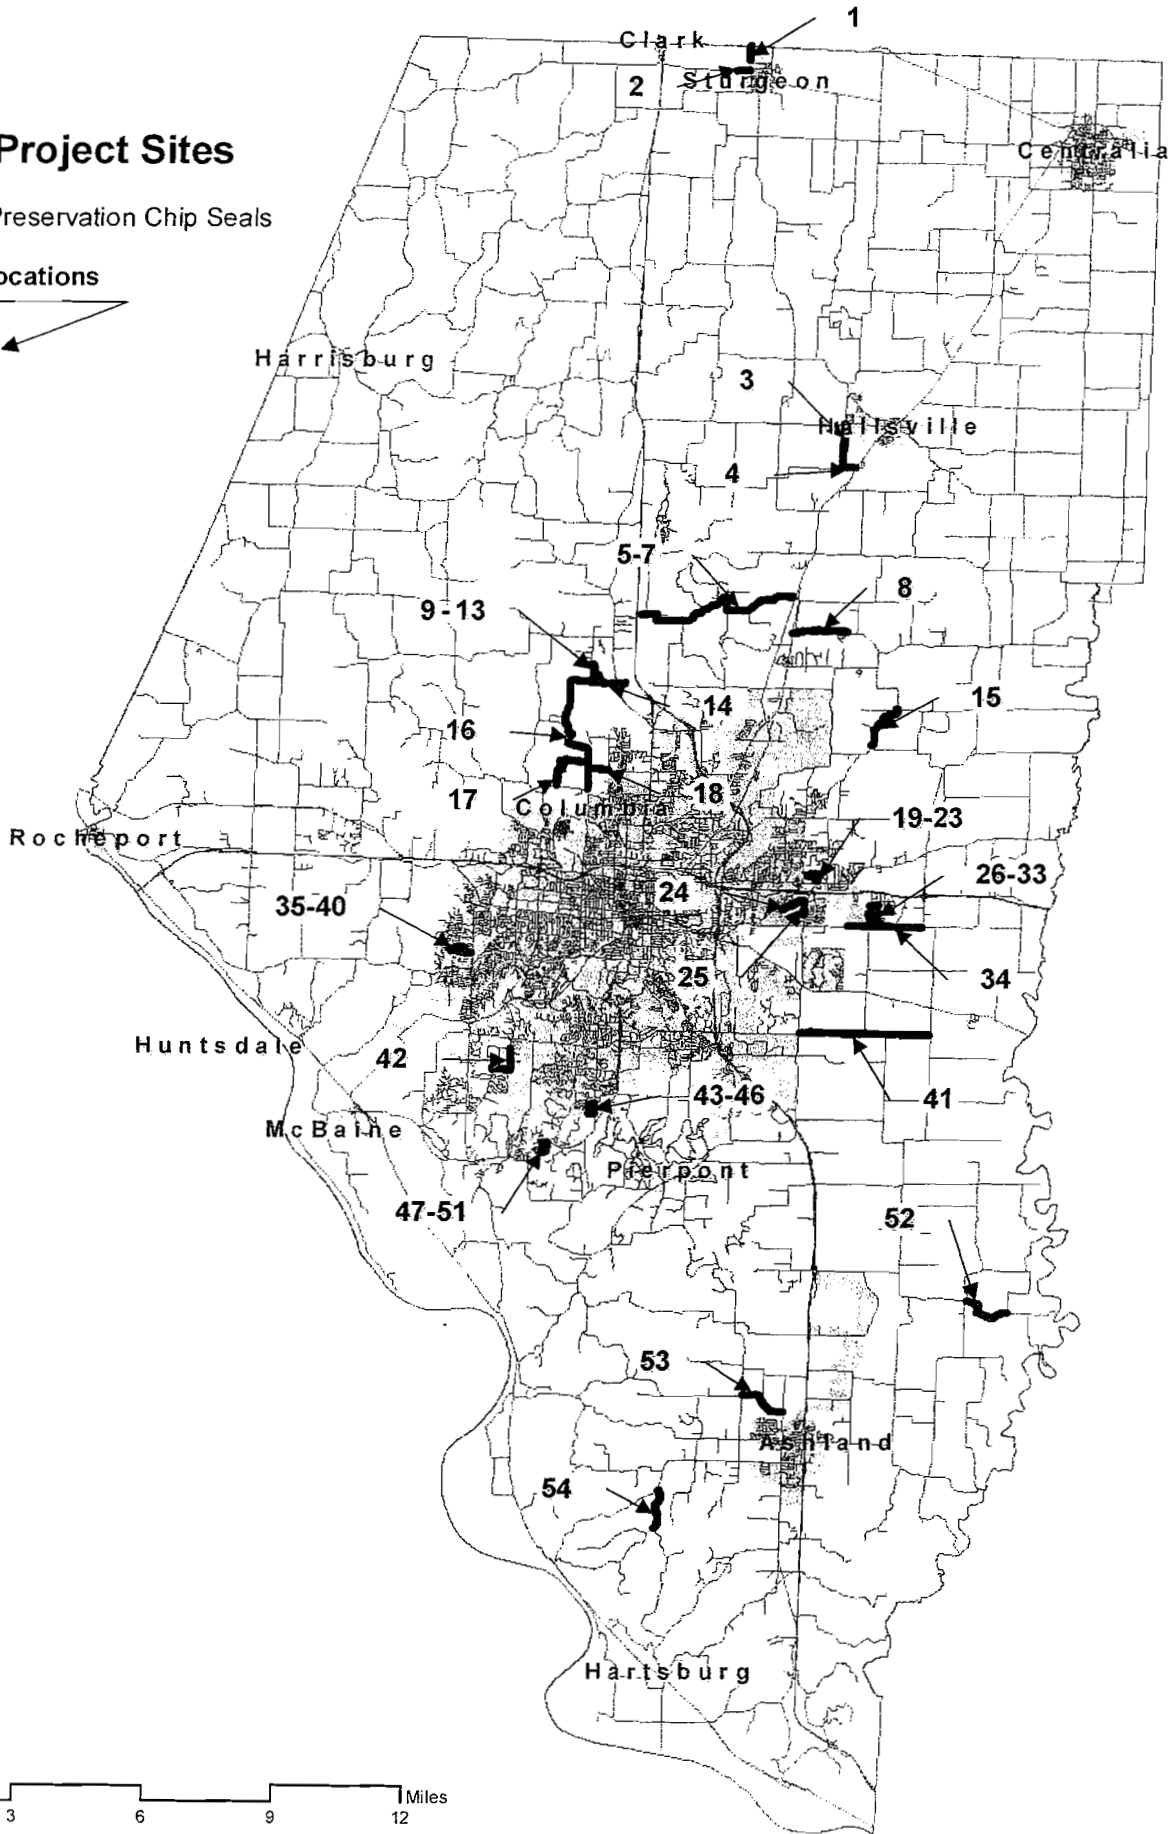 1
Clark
2
Sturgeon
Centralia
Project Sites
Preservation Chip Seals
ocations
Harrisburg
3
Hallsville
4
5-7
8
9-13
14
15
16
17
18
Columbia
19-23
Rocheport
24
26-33
35-40
25
34
Huntsdale
42
43-46
41
McBaine
Pierpont
47-51
52
53
Ashland
54
Hartsburg
Miles
3 6 9 12